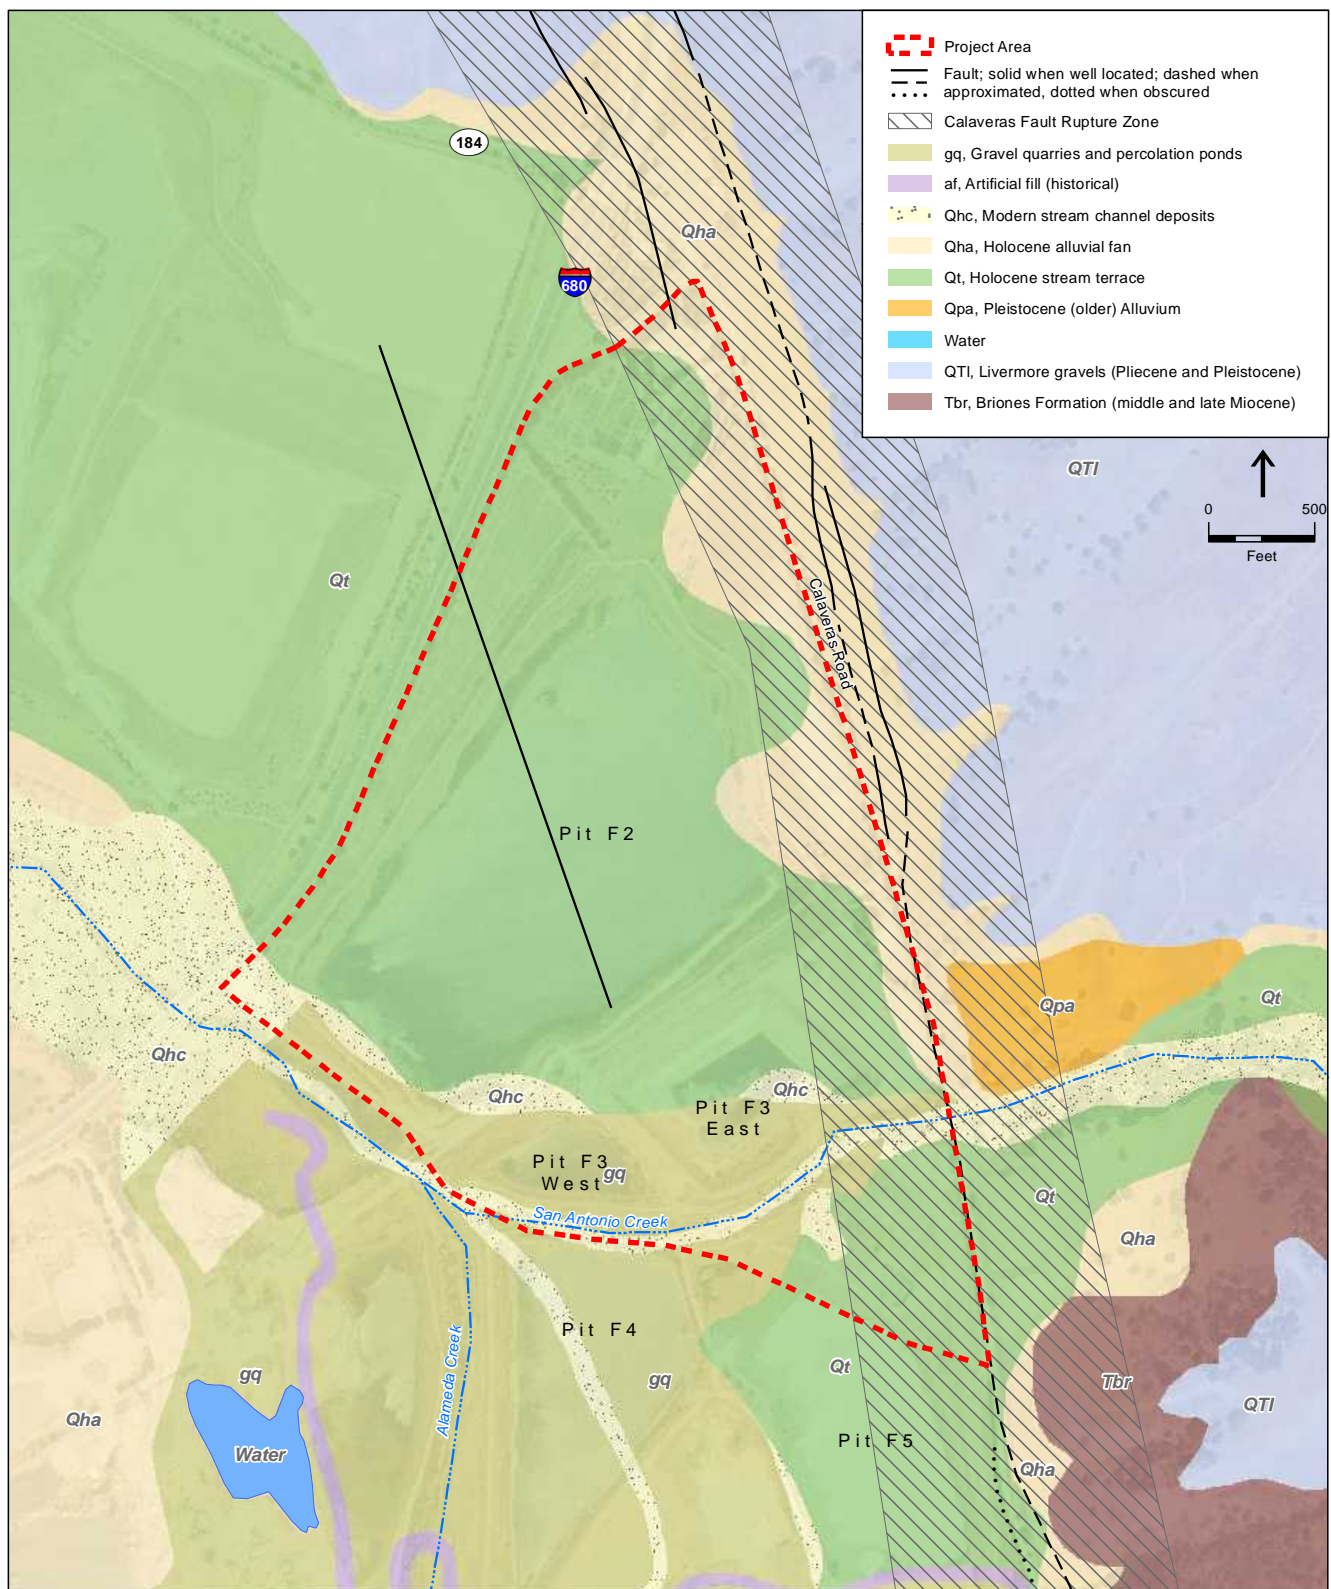 Project Area
Fault; solid when well located; dashed when
approximated, dotted when obscured
Calaveras Fault Rupture Zone
gq, Gravel quarries and percolation ponds
af, Artificial fill (historical)
Qhc, Modern stream channel deposits
Qha, Holocene alluvial fan
Qt, Holocene stream terrace
Qpa, Pleistocene (older) Alluvium
Water
QTl, Livermore gravels (Pliecene and Pleistocene)
Tbr, Briones Formation (middle and late Miocene)
184
Qha
680
QTl
0 500
Feet
Qt
Calaveras Road
Pit F2
Qpa
Qt
Qhc
Qhc
Qhc
Pit F3
East
Pit F3
West
gq
Qt
San Antonio Creek
Qha
Pit F4
Alameda Creek
gq
gq
Qt
Tbr
QTl
Qha
Water
Pit F5
Qha